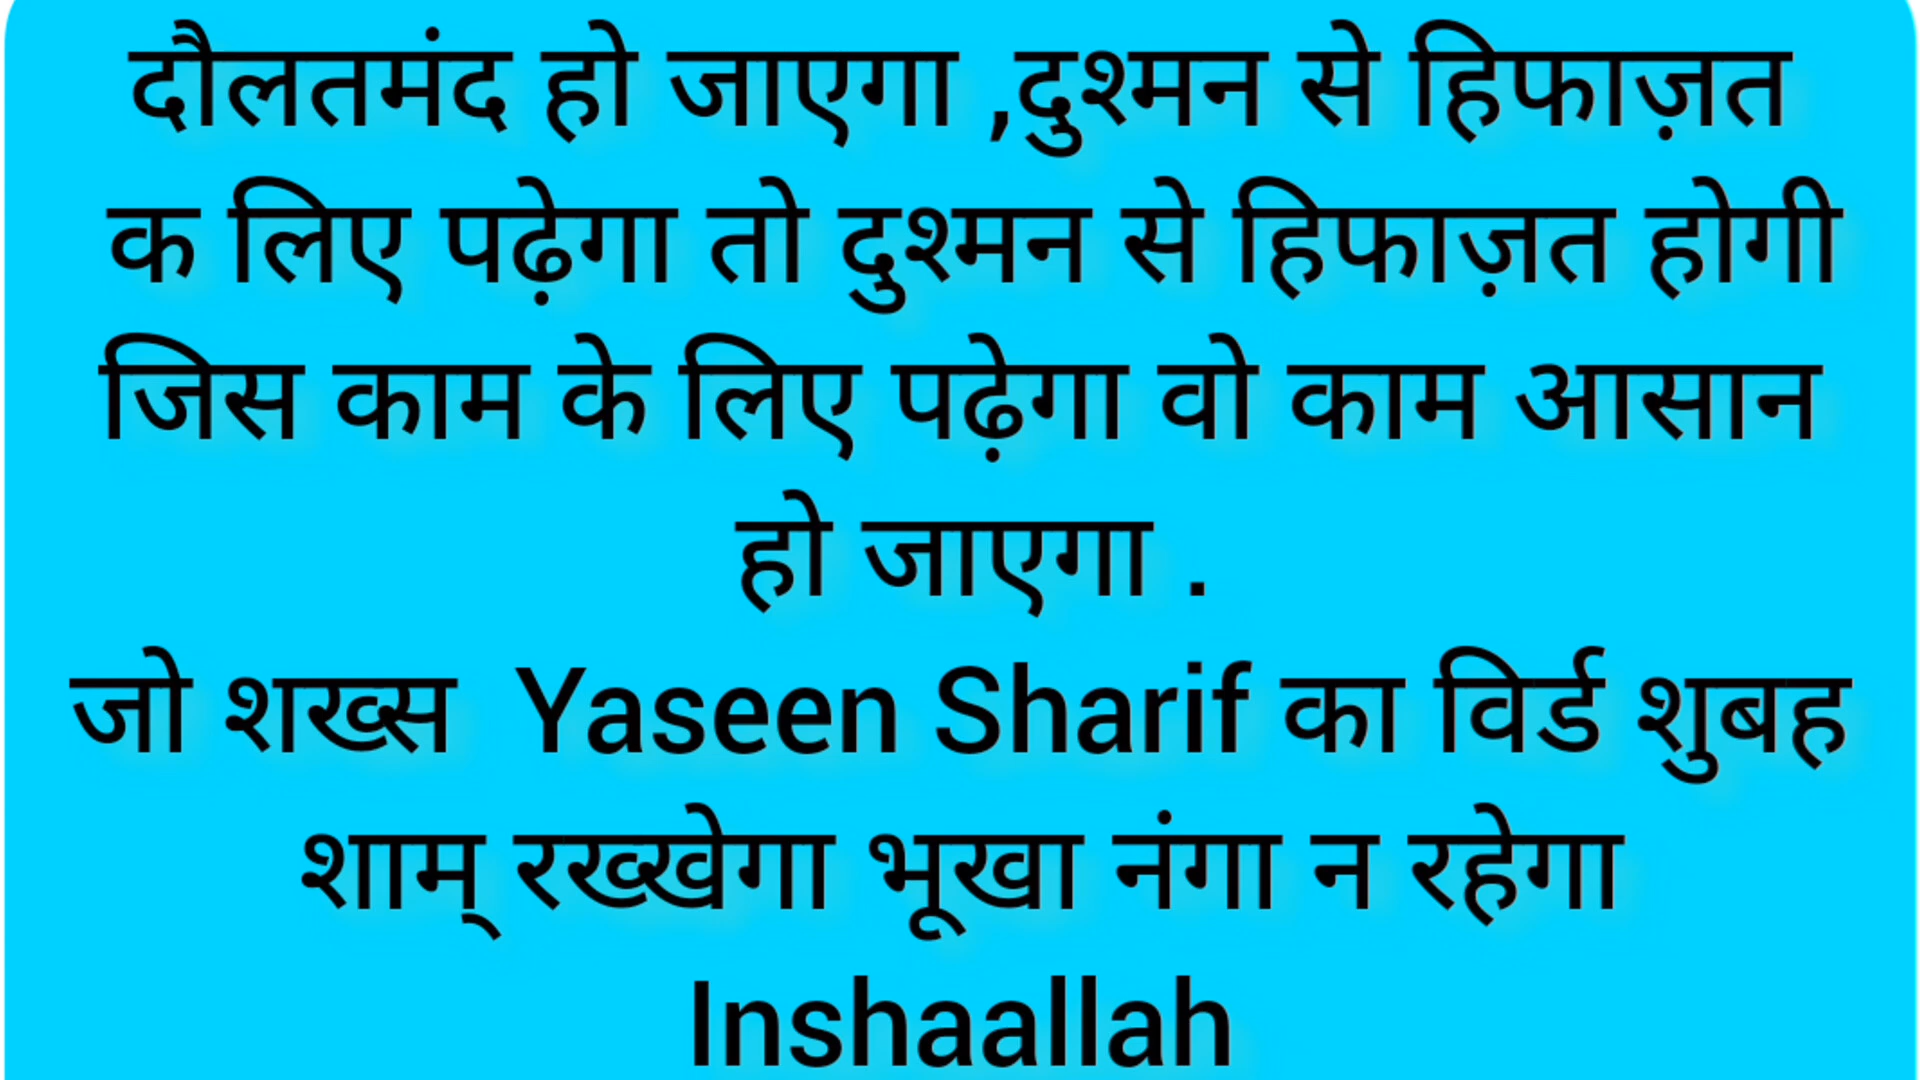 दौलतमंद हो जाएगा ,दुश्मन से हिफाज़त
क लिए पढ़ेगा तो दुश्मन से हिफाज़त होगी
जिस काम के लिए पढ़ेगा वो काम आसान
हो जाएगा .
जो शख्स  Yaseen Sharif का विर्ड शुबह
शाम् रख्खेगा भूखा नंगा न रहेगा
Inshaallah